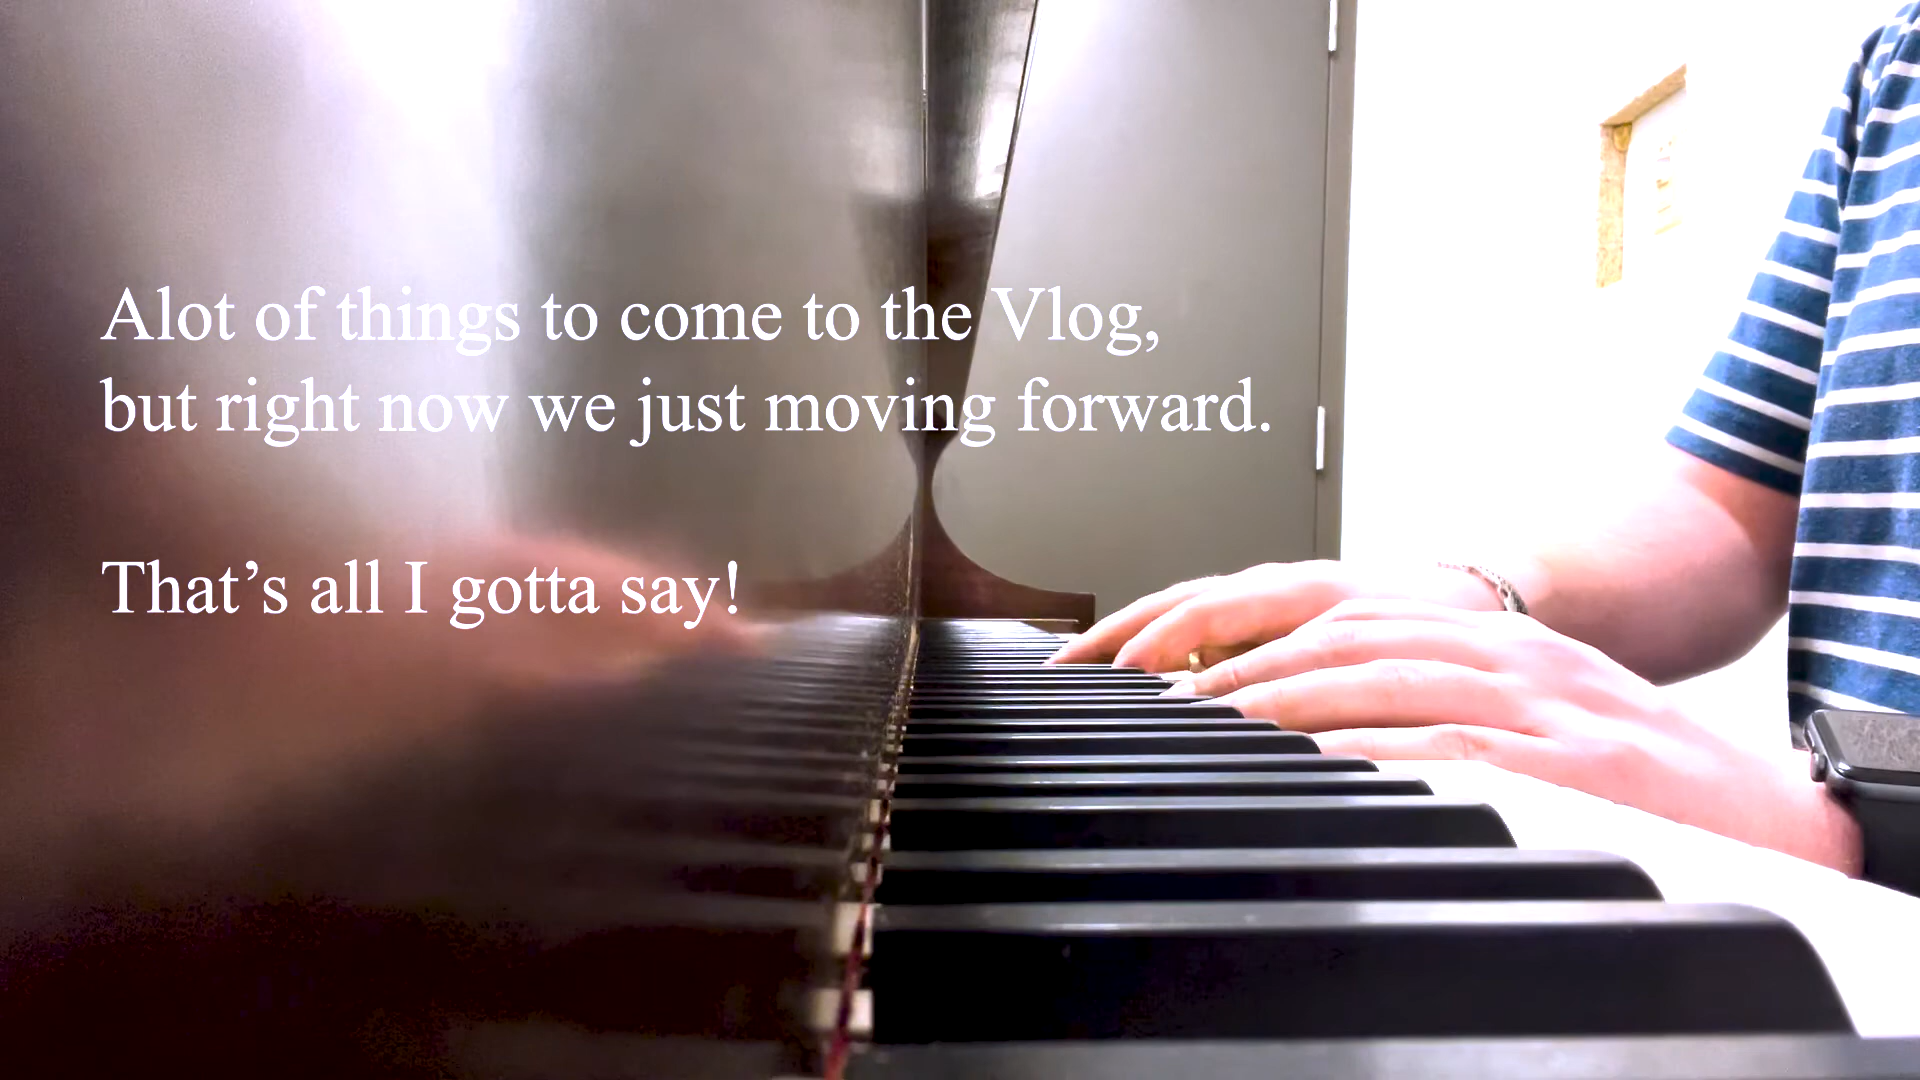 Alot of things to come to the Vlog,
but right now we just moving forward.
That’s all I gotta say!